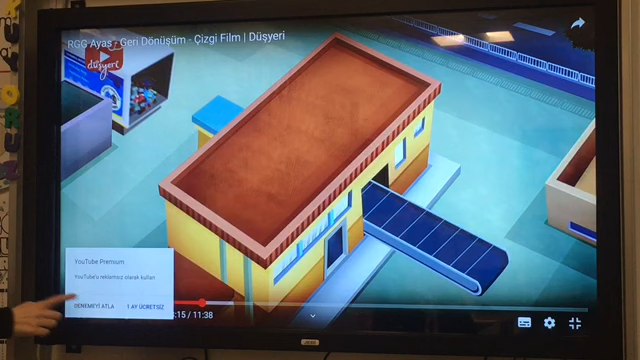 RGG Ayas - Geri Dönüşüm - Çizgi Film | Düşyeri
düşyeri
YouTube Premium
YouTube'u reklamsız olarak kullan
DENEMEYİ ATLA 1 AY ÜCRETSİZ
:15 / 11:38